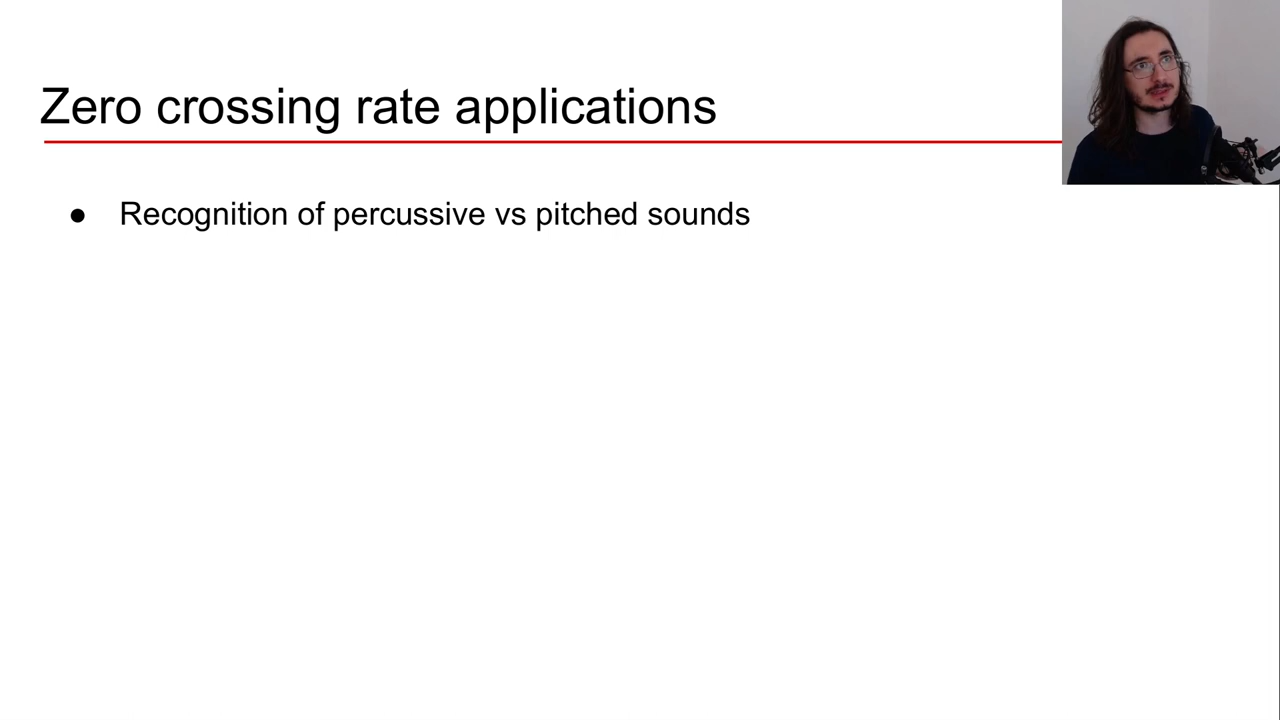 Zero crossing rate applications
● Recognition of percussive vs pitched sounds